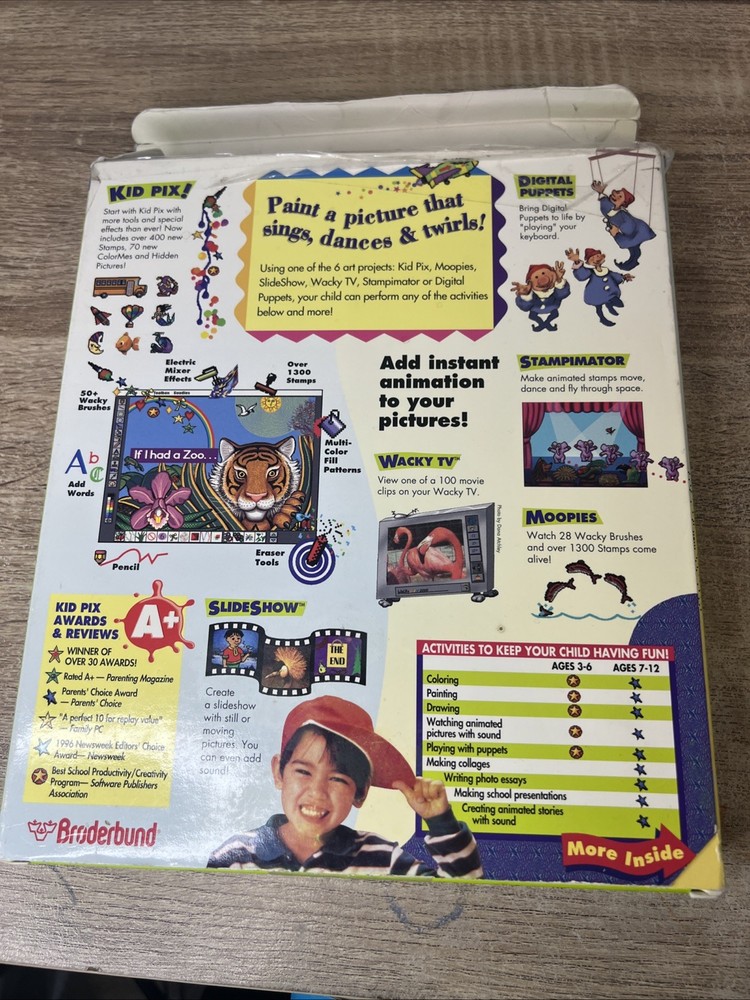 KID PIX!
Start with Kid Pix with
more tools and special
effects than ever! Now
includes over 400 new
Stamps, 70 new
ColorMes and Hidden
Pictures!
Paint a picture that
sings, dances & twirls!
Using one of the 6 art projects: Kid Pix, Moopies,
SlideShow, Wacky TV, Stampimator or Digital
Puppets, your child can perform any of the activities
below and more!
DIGITAL
PUPPETS
Bring Digital
Puppets to life by
"playing" your
keyboard.
Electric
Mixer
Effects
Over
1300
Stamps
50+
Wacky
Brushes
If I had a Zoo...
Multi-
Color
Fill
Patterns
A b C
Add
Words
Pencil
Eraser
Tools
Add instant
animation
to your
pictures!
STAMPIMATOR
Make animated stamps move,
dance and fly through space.
WACKY TV™
View one of a 100 movie
clips on your Wacky TV.
MOOPIES
Watch 28 Wacky Brushes
and over 1300 Stamps come
alive!
KID PIX
AWARDS
& REVIEWS
A+
WINNER OF
OVER 30 AWARDS!
Rated A+ — Parenting Magazine
Parents' Choice Award
— Parents' Choice
"A perfect 10 for replay value"
— Family PC
1996 Newsweek Editors' Choice
Award— Newsweek
Best School Productivity/Creativity
Program— Software Publishers
Association
Brøderbund®
SLIDESHOW™
THE
END
Create
a slideshow
with still or
moving
pictures. You
can even add
sound!
ACTIVITIES TO KEEP YOUR CHILD HAVING FUN!
AGES 3-6 AGES 7-12
Coloring
Painting
Drawing
Watching animated
pictures with sound
Playing with puppets
Making collages
Writing photo essays
Making school presentations
Creating animated stories
with sound
More Inside